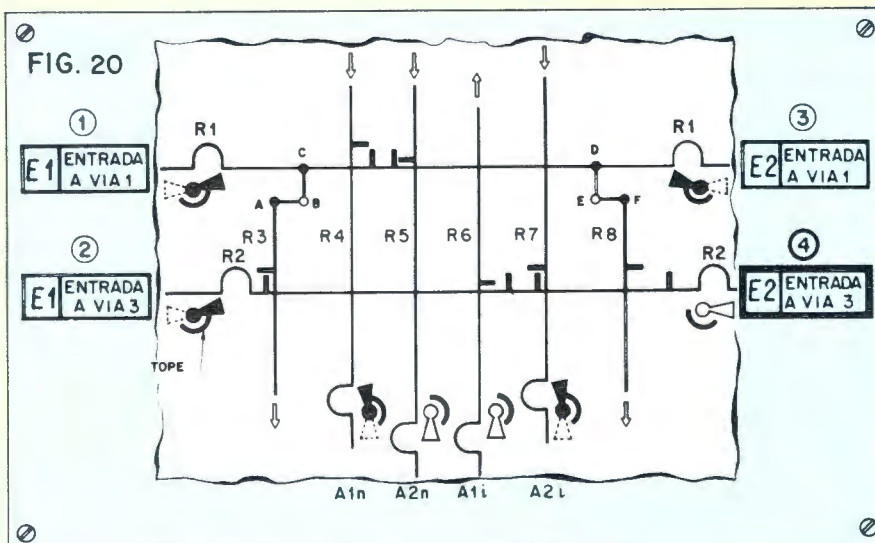 FIG. 20
1
E1 ENTRADA A VIA 1
R1
C
D
R1
3
E2 ENTRADA A VIA 1
A
B
E
F
2
E1 ENTRADA A VIA 3
R2
R3
R4
R5
R6
R7
R8
R2
4
E2 ENTRADA A VIA 3
TOPE
A1n
A2n
A1i
A2i